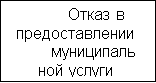 Отказ в
предоставлении
муниципаль
ной услуги